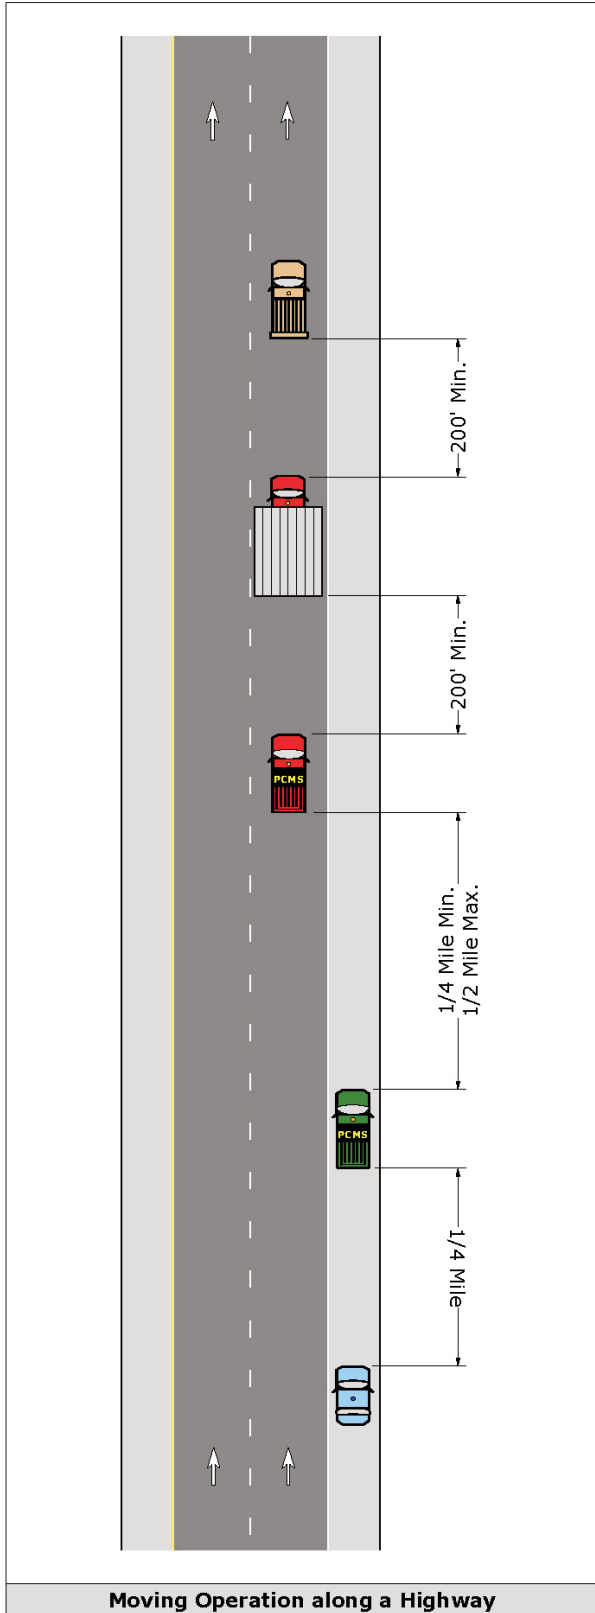 200' Min.
200' Min.
PCMS
1/4 Mile Min.
1/2 Mile Max.
PCMS
1/4 Mile
Moving Operation along a Highway